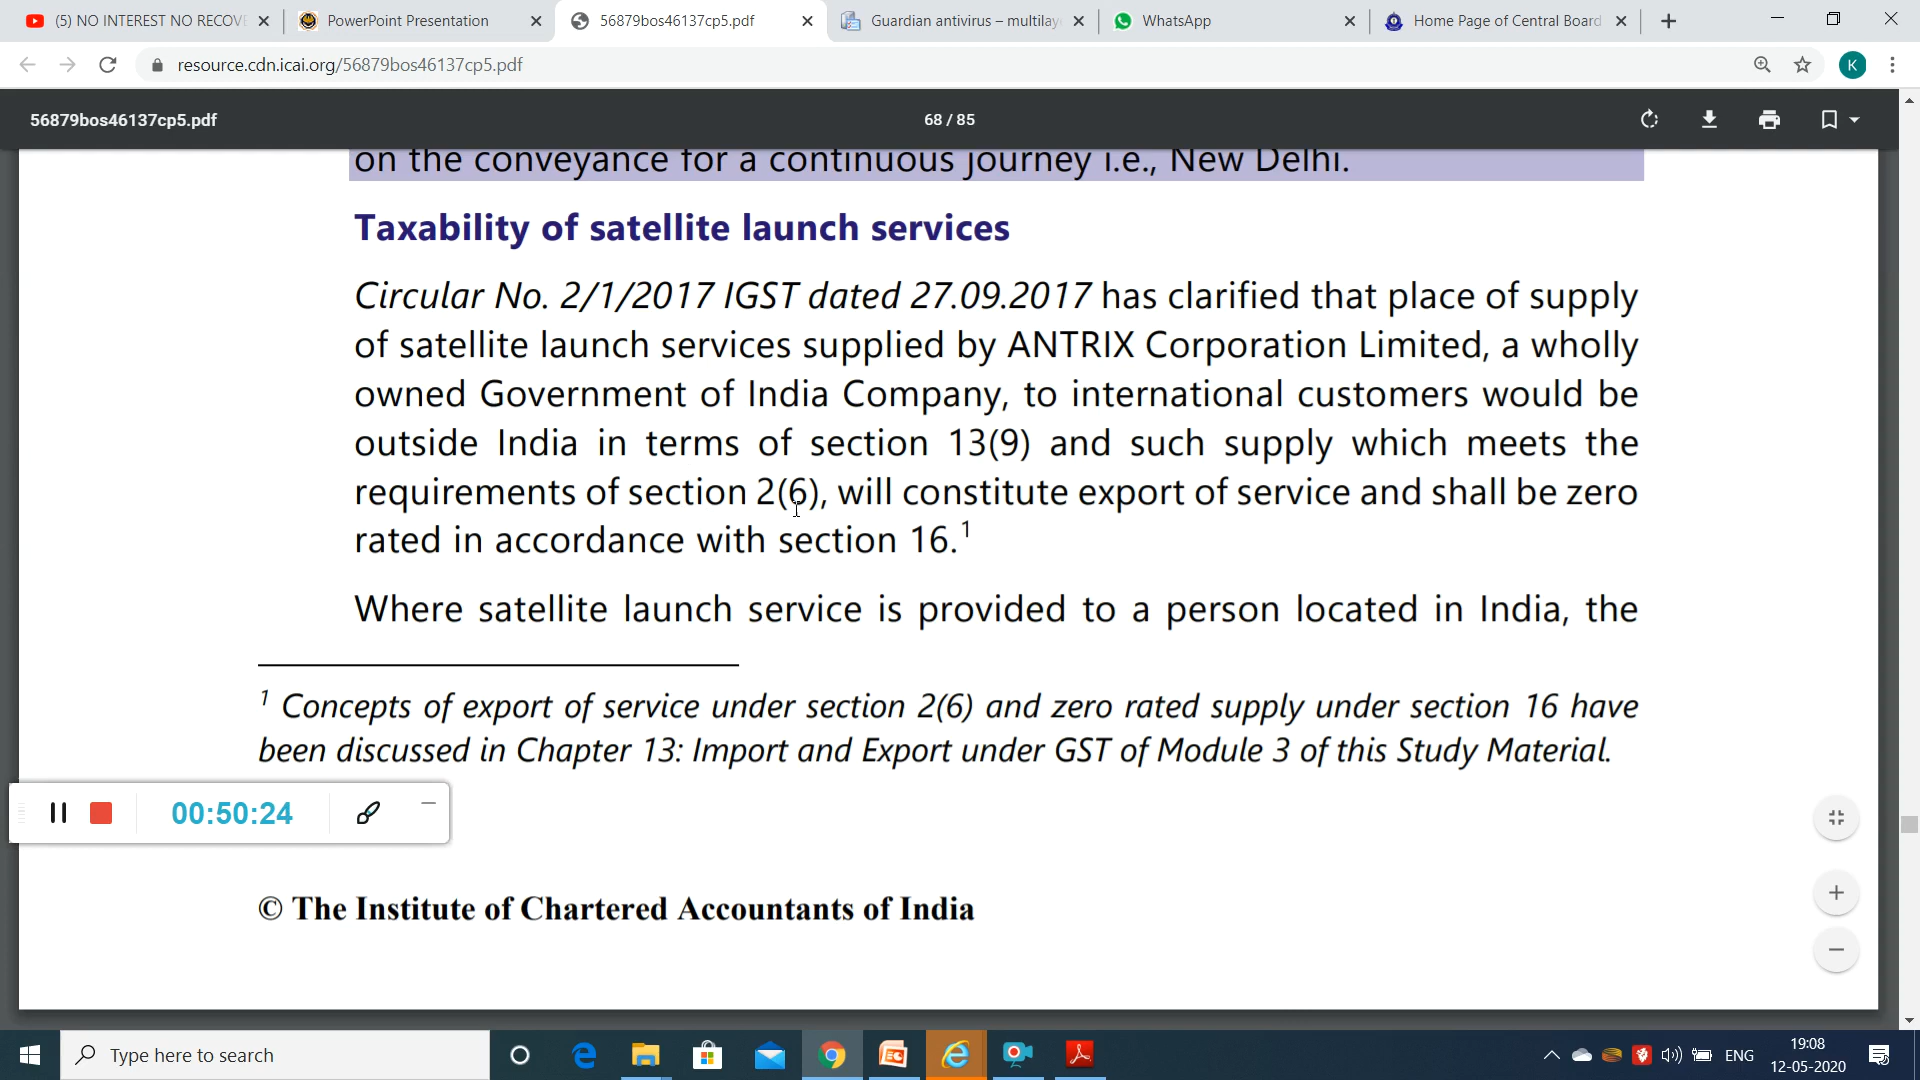 (5) NO INTEREST NO RECOVE
PowerPoint Presentation
56879bos46137cp5.pdf
Guardian antivirus – multilay
WhatsApp
Home Page of Central Board
resource.cdn.icai.org/56879bos46137cp5.pdf
K
56879bos46137cp5.pdf
68 / 85
on the conveyance for a continuous journey i.e., New Delhi.
Taxability of satellite launch services
Circular No. 2/1/2017 IGST dated 27.09.2017 has clarified that place of supply
of satellite launch services supplied by ANTRIX Corporation Limited, a wholly
owned Government of India Company, to international customers would be
outside India in terms of section 13(9) and such supply which meets the
requirements of section 2(6), will constitute export of service and shall be zero
rated in accordance with section 16.1
Where satellite launch service is provided to a person located in India, the
1 Concepts of export of service under section 2(6) and zero rated supply under section 16 have
been discussed in Chapter 13: Import and Export under GST of Module 3 of this Study Material.
00:50:24
© The Institute of Chartered Accountants of India
Type here to search
ENG
19:08
12-05-2020